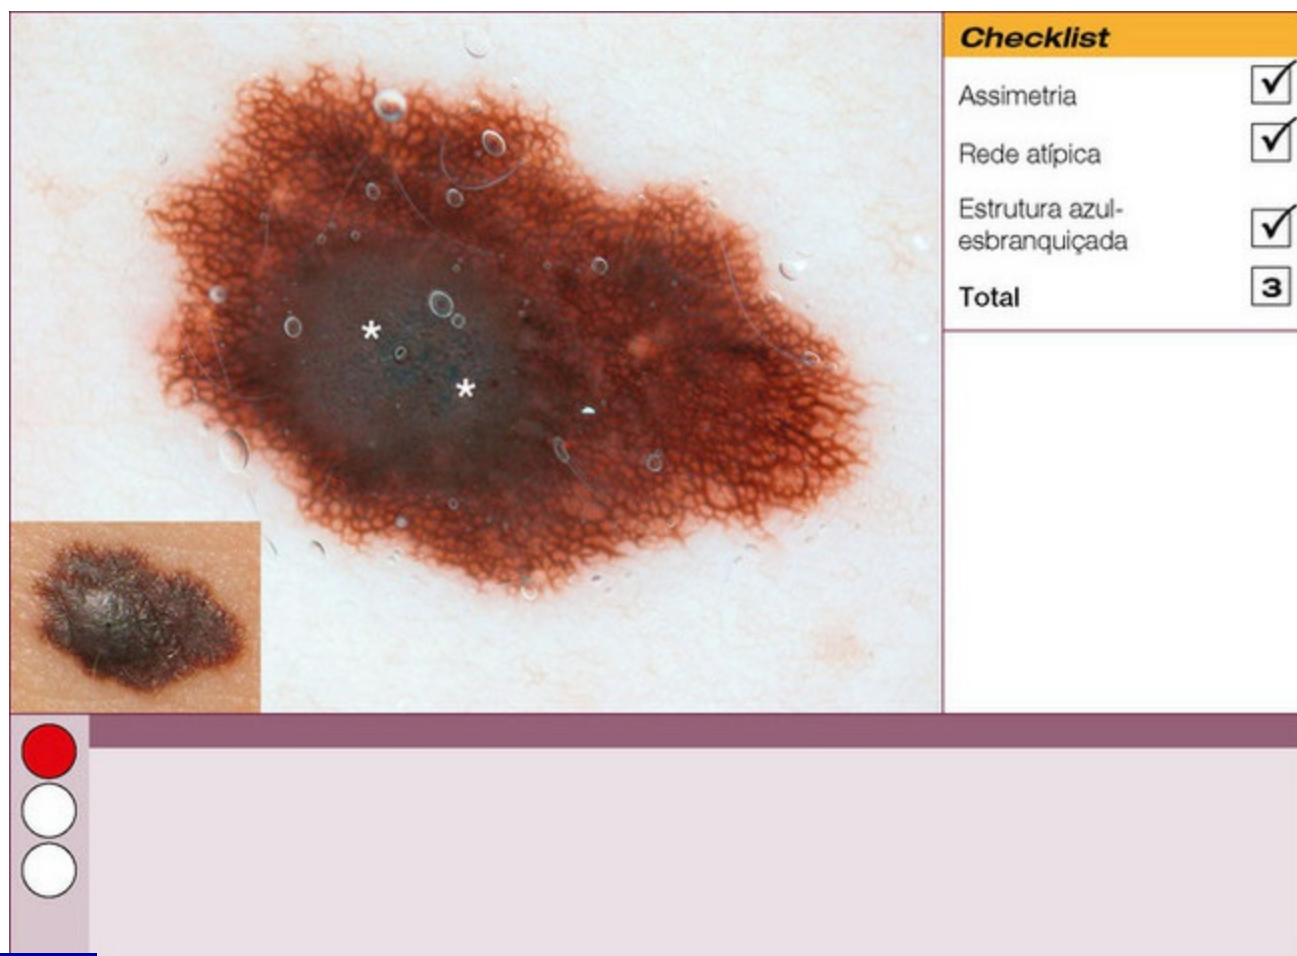 Checklist
Assimetria
Rede atípica
Estrutura azul-
esbranquiçada
Total 3
* *